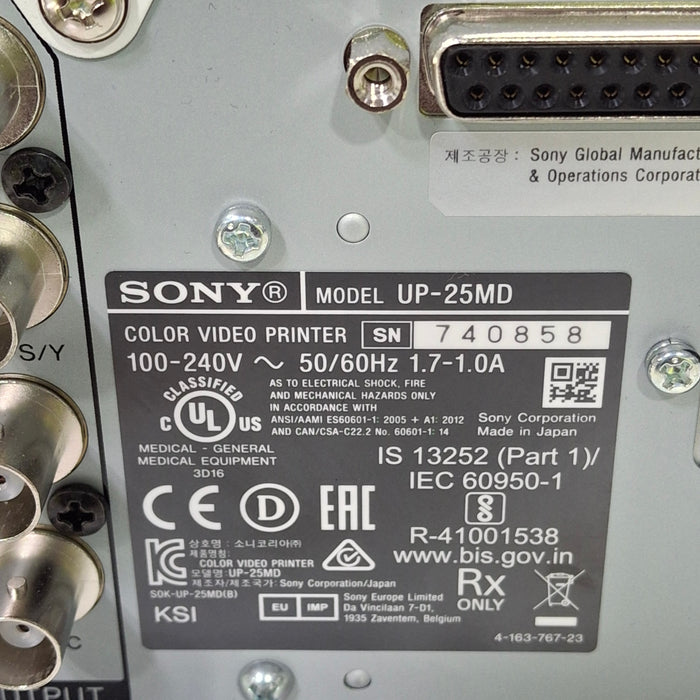 제조공장 : Sony Global Manufact
& Operations Corporat
S/Y
SONY® MODEL UP-25MD
COLOR VIDEO PRINTER SN 740858
100-240V ~ 50/60Hz 1.7-1.0A
CLASSIFIED
C UL US
AS TO ELECTRICAL SHOCK, FIRE
AND MECHANICAL HAZARDS ONLY
IN ACCORDANCE WITH
ANSI/AAMI ES60601-1: 2005 + A1: 2012
AND CAN/CSA-C22.2 No. 60601-1: 14
Sony Corporation
Made in Japan
MEDICAL - GENERAL
MEDICAL EQUIPMENT
3D16
IS 13252 (Part 1)/
IEC 60950-1
CE D EAC
R-41001538
www.bis.gov.in
상호명 : 소니코리아㈜
제품명칭:
COLOR VIDEO PRINTER
모델명:UP-25MD
제조자/제조국가: Sony Corporation/Japan
SOK-UP-25MD(B)
KSI
EU IMP
Sony Europe Limited
Da Vincilaan 7-D1,
1935 Zaventem, Belgium
Rx
ONLY
4-163-767-23
C
OUTPUT